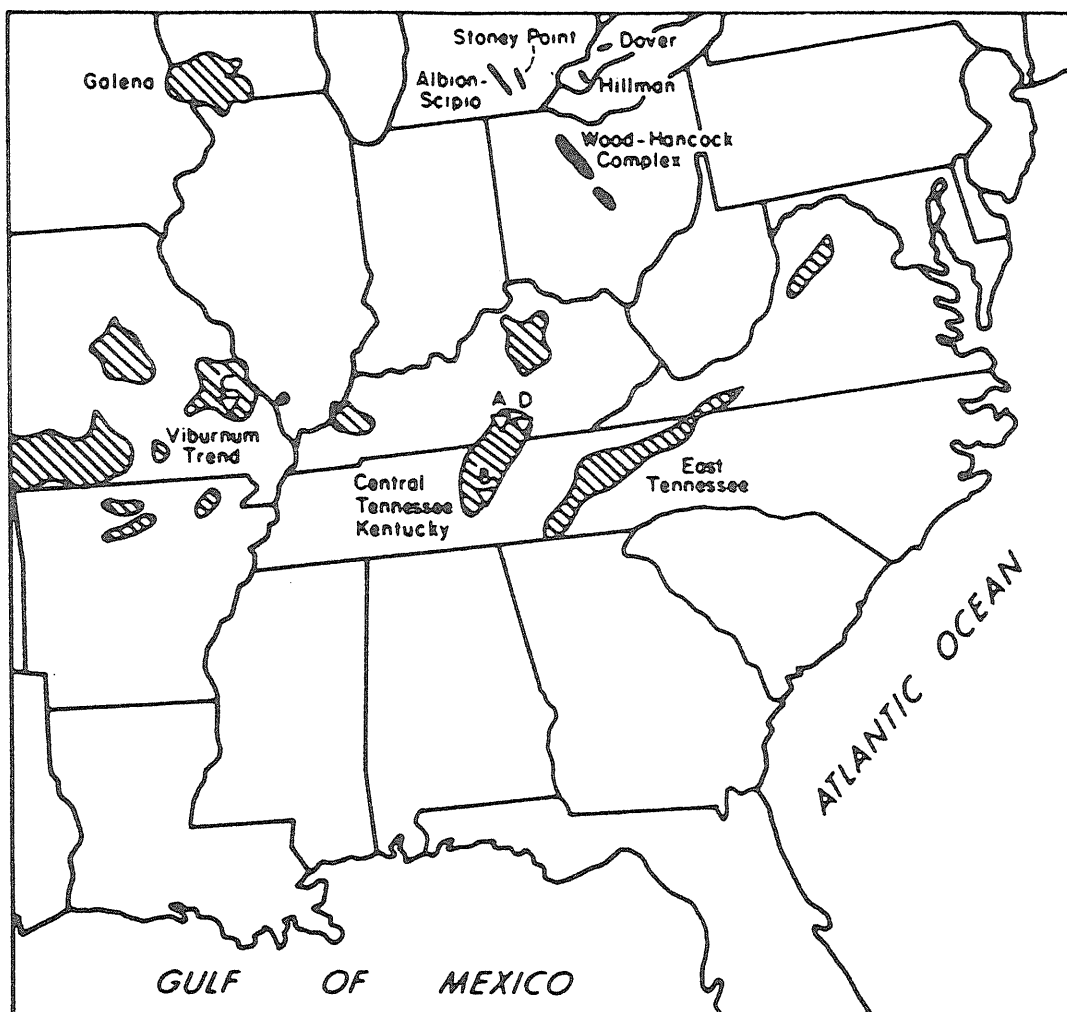 Stoney Point
Dover
Galena
Albion-
Scipio
Hillman
Wood-Hancock
Complex
A D
Viburnum
Trend
B
Central
Tennessee
Kentucky
East
Tennessee
ATLANTIC OCEAN
GULF OF MEXICO